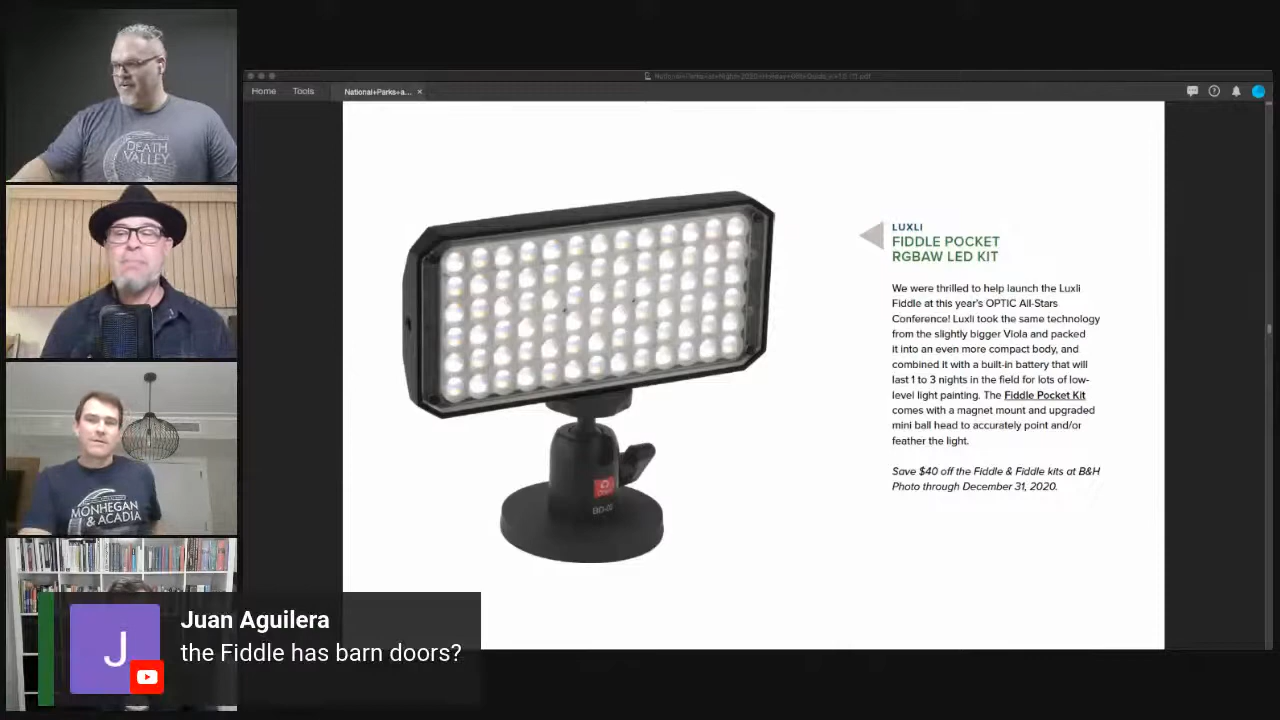 DEATH
VALLEY
MONHEGAN
& ACADIA
Home
Tools
National+Parks+a...
LUXLI
FIDDLE POCKET
RGBAW LED KIT
We were thrilled to help launch the Luxli
Fiddle at this year's OPTIC All-Stars
Conference! Luxli took the same technology
from the slightly bigger Viola and packed
it into an even more compact body, and
combined it with a built-in battery that will
last 1 to 3 nights in the field for lots of low-
level light painting. The Fiddle Pocket Kit
comes with a magnet mount and upgraded
mini ball head to accurately point and/or
feather the light.
Save $40 off the Fiddle & Fiddle kits at B&H
Photo through December 31, 2020.
J
Juan Aguilera
the Fiddle has barn doors?